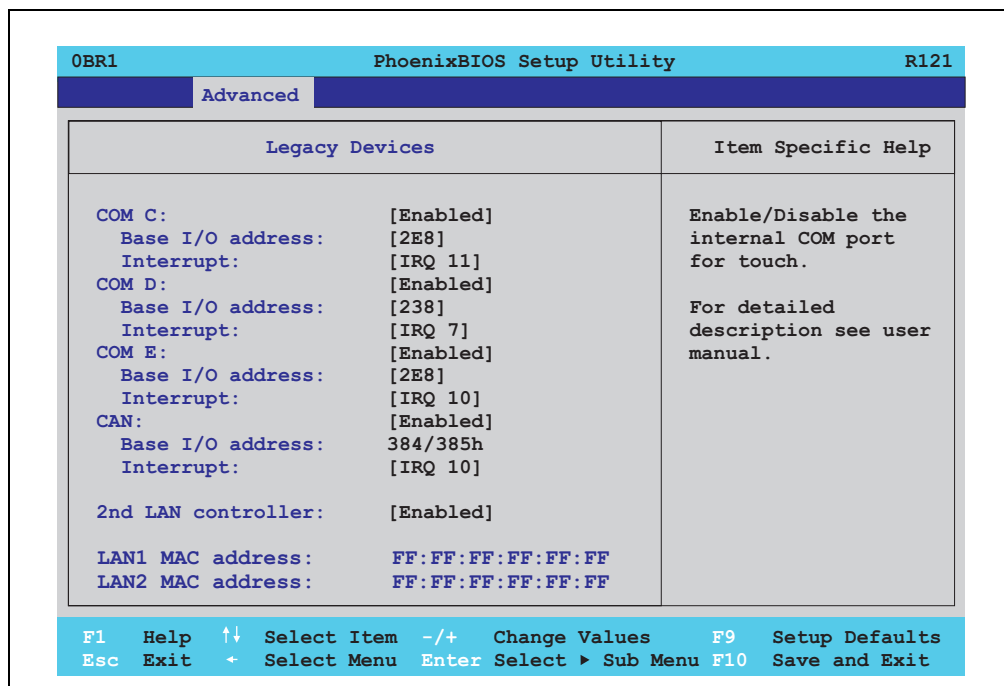 0BR1 PhoenixBIOS Setup Utility R121
Advanced
Legacy Devices
Item Specific Help
COM C: [Enabled]
Base I/O address: [2E8]
Interrupt: [IRQ 11]
COM D: [Enabled]
Base I/O address: [238]
Interrupt: [IRQ 7]
COM E: [Enabled]
Base I/O address: [2E8]
Interrupt: [IRQ 10]
CAN: [Enabled]
Base I/O address: 384/385h
Interrupt: [IRQ 10]
2nd LAN controller: [Enabled]
LAN1 MAC address: FF:FF:FF:FF:FF:FF
LAN2 MAC address: FF:FF:FF:FF:FF:FF
Enable/Disable the
internal COM port
for touch.
For detailed
description see user
manual.
F1 Help ↑↓ Select Item -/+ Change Values F9 Setup Defaults
Esc Exit ← Select Menu Enter Select ▶ Sub Menu F10 Save and Exit